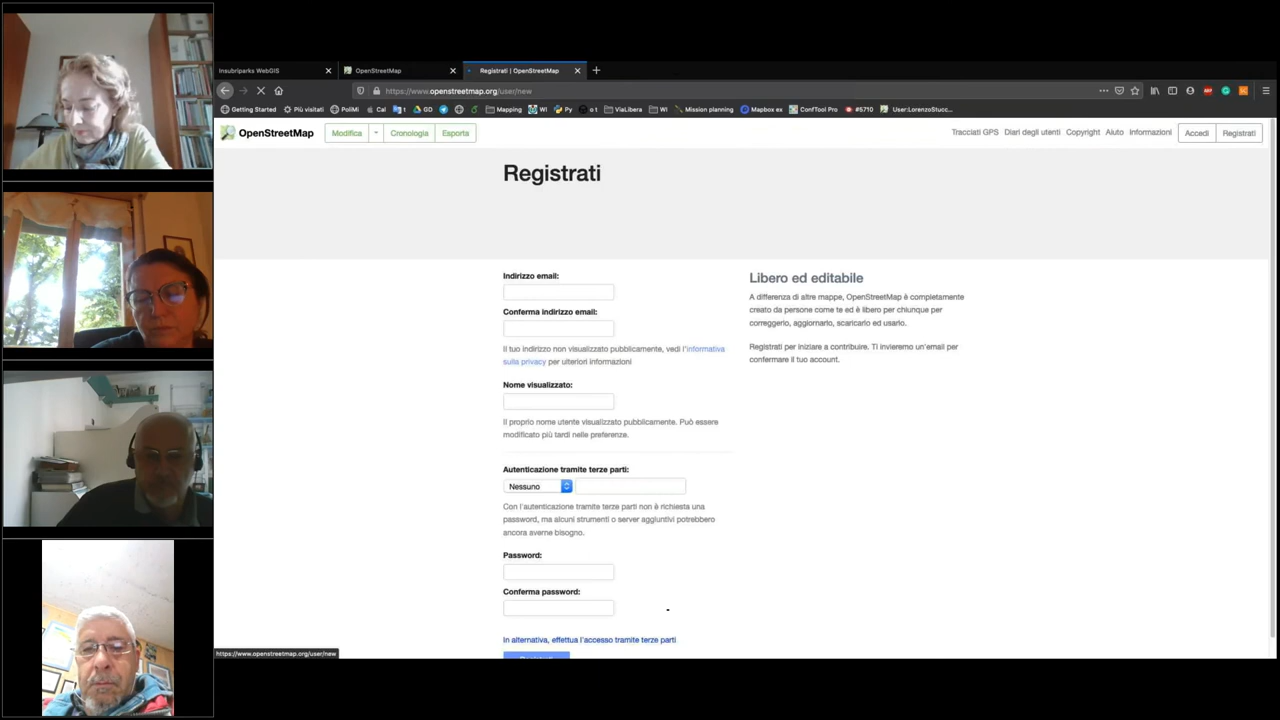 Insubriparks WebGIS
OpenStreetMap
Registrati | OpenStreetMap
https://www.openstreetmap.org/user/new
Getting Started
Più visitati
PoliMi
Cal
GD
Mapping
WI
Py
ViaLibera
WI
Mission planning
Mapbox ex
ConfTool Pro
#5710
User:LorenzoStucc...
OpenStreetMap
Modifica
Cronologia
Esporta
Tracciati GPS
Diari degli utenti
Copyright
Aiuto
Informazioni
Accedi
Registrati
Registrati
Indirizzo email:
Conferma indirizzo email:
Il tuo indirizzo non visualizzato pubblicamente, vedi l'informativa
sulla privacy per ulteriori informazioni
Nome visualizzato:
Il proprio nome utente visualizzato pubblicamente. Può essere
modificato più tardi nelle preferenze.
Autenticazione tramite terze parti:
Nessuno
Con l'autenticazione tramite terze parti non è richiesta una
password, ma alcuni strumenti o server aggiuntivi potrebbero
ancora averne bisogno.
Password:
Conferma password:
In alternativa, effettua l'accesso tramite terze parti
Libero ed editabile
A differenza di altre mappe, OpenStreetMap è completamente
creato da persone come te ed è libero per chiunque per
correggerlo, aggiornarlo, scaricarlo ed usarlo.
Registrati per iniziare a contribuire. Ti invieremo un'email per
confermare il tuo account.
https://www.openstreetmap.org/user/new